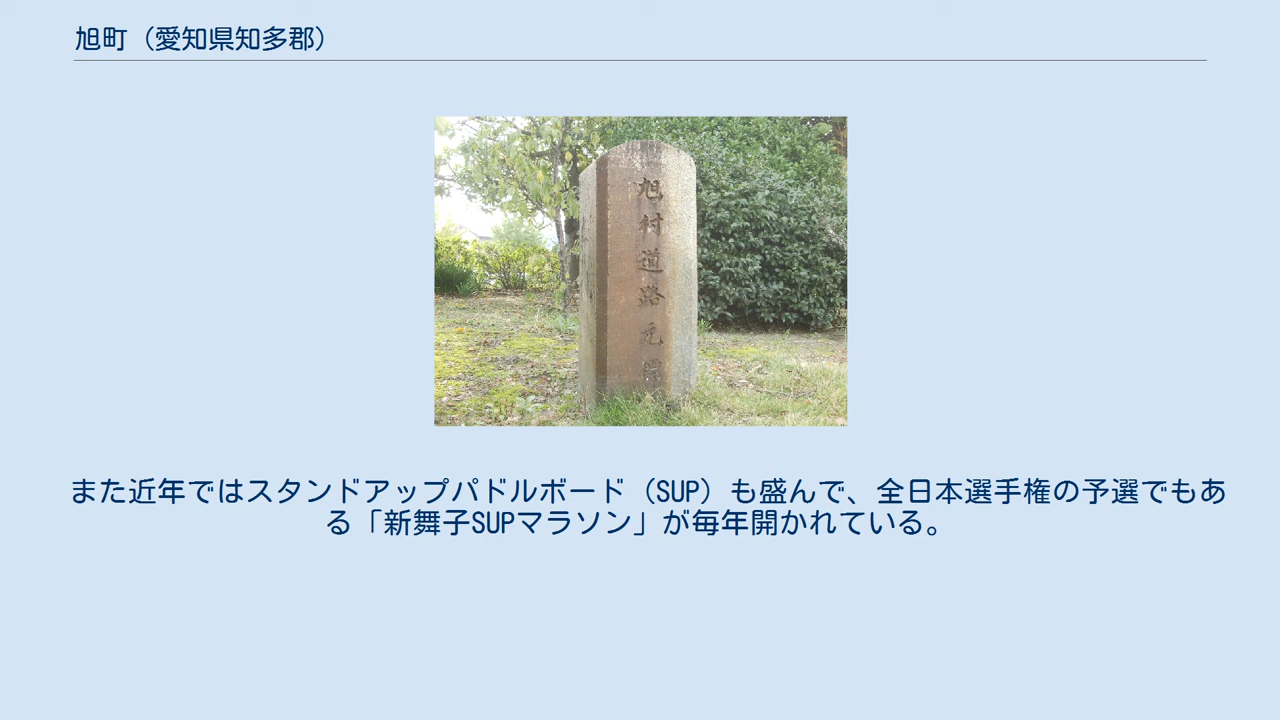 旭町（愛知県知多郡）
旭村道路元標
また近年ではスタンドアップパドルボード（SUP）も盛んで、全日本選手権の予選でもあ
る「新舞子SUPマラソン」が毎年開かれている。